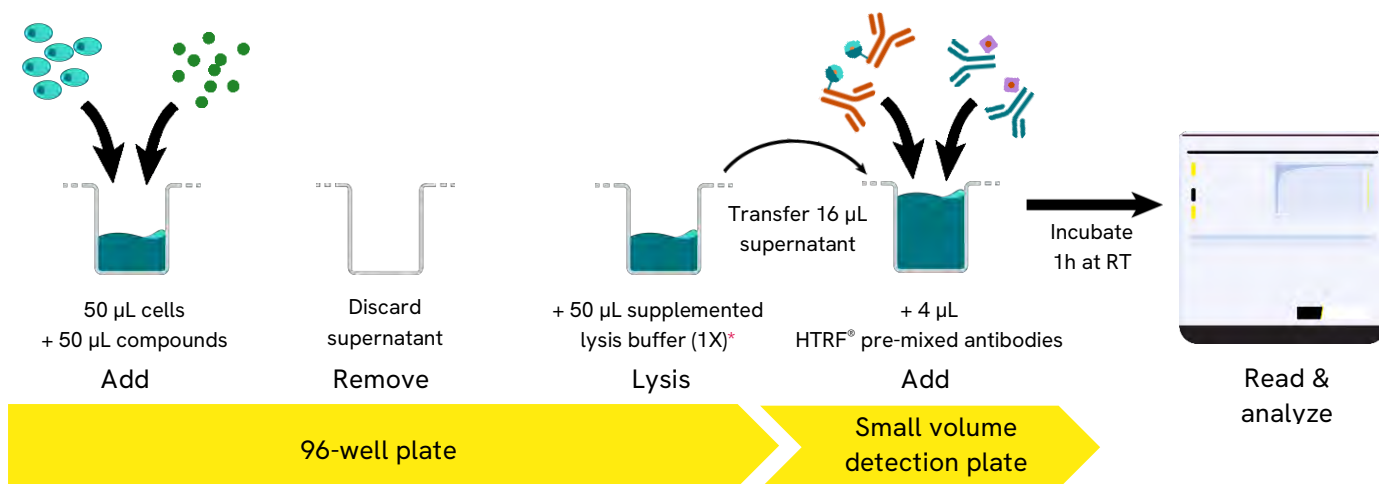 50 µL cells
+ 50 µL compounds
Add
Discard
supernatant
Remove
+ 50 µL supplemented
lysis buffer (1X)*
Lysis
Transfer 16 µL
supernatant
+ 4 µL
HTRF® pre-mixed antibodies
Add
Incubate
1h at RT
Read &
analyze
96-well plate
Small volume
detection plate